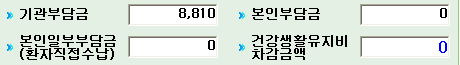 기관부담금 8,810 본인부담금 0
본인일부부담금 0 건강생활유지비 0
(환자직접수납) 차감금액